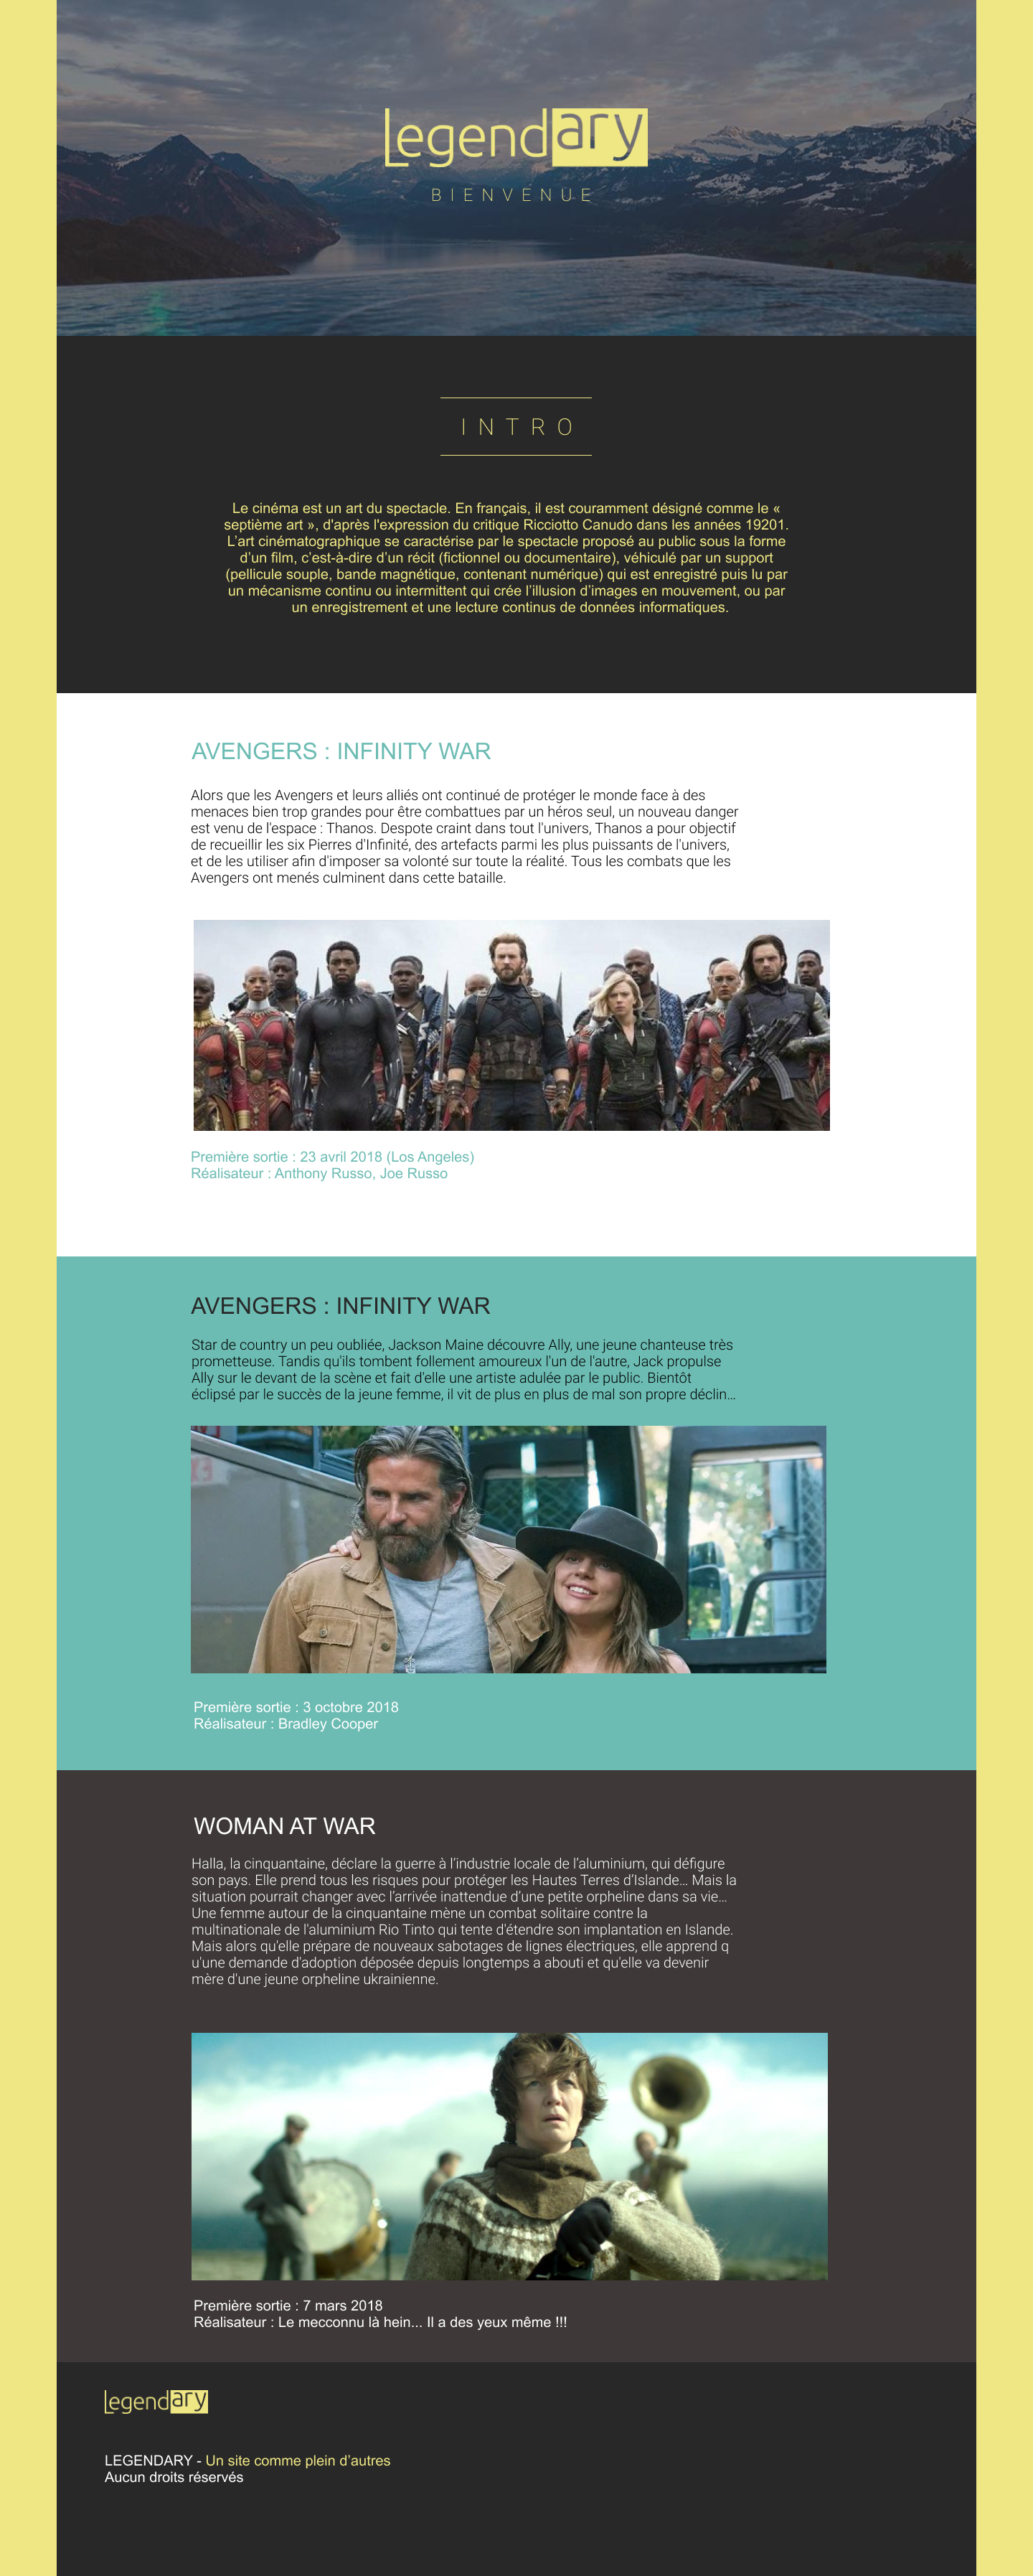 legendary
BIENVENUE
INTRO
Le cinéma est un art du spectacle. En français, il est couramment désigné comme le «
septième art », d'après l'expression du critique Ricciotto Canudo dans les années 19201.
L’art cinématographique se caractérise par le spectacle proposé au public sous la forme
d’un film, c’est-à-dire d’un récit (fictionnel ou documentaire), véhiculé par un support
(pellicule souple, bande magnétique, contenant numérique) qui est enregistré puis lu par
un mécanisme continu ou intermittent qui crée l’illusion d’images en mouvement, ou par
un enregistrement et une lecture continus de données informatiques.
AVENGERS : INFINITY WAR
Alors que les Avengers et leurs alliés ont continué de protéger le monde face à des
menaces bien trop grandes pour être combattues par un héros seul, un nouveau danger
est venu de l'espace : Thanos. Despote craint dans tout l'univers, Thanos a pour objectif
de recueillir les six Pierres d'Infinité, des artefacts parmi les plus puissants de l'univers,
et de les utiliser afin d'imposer sa volonté sur toute la réalité. Tous les combats que les
Avengers ont menés culminent dans cette bataille.
Première sortie : 23 avril 2018 (Los Angeles)
Réalisateur : Anthony Russo, Joe Russo
AVENGERS : INFINITY WAR
Star de country un peu oubliée, Jackson Maine découvre Ally, une jeune chanteuse très
prometteuse. Tandis qu'ils tombent follement amoureux l'un de l'autre, Jack propulse
Ally sur le devant de la scène et fait d'elle une artiste adulée par le public. Bientôt
éclipsé par le succès de la jeune femme, il vit de plus en plus de mal son propre déclin…
Première sortie : 3 octobre 2018
Réalisateur : Bradley Cooper
WOMAN AT WAR
Halla, la cinquantaine, déclare la guerre à l’industrie locale de l’aluminium, qui défigure
son pays. Elle prend tous les risques pour protéger les Hautes Terres d’Islande… Mais la
situation pourrait changer avec l’arrivée inattendue d’une petite orpheline dans sa vie…
Une femme autour de la cinquantaine mène un combat solitaire contre la
multinationale de l'aluminium Rio Tinto qui tente d'étendre son implantation en Islande.
Mais alors qu'elle prépare de nouveaux sabotages de lignes électriques, elle apprend q
u'une demande d'adoption déposée depuis longtemps a abouti et qu'elle va devenir
mère d'une jeune orpheline ukrainienne.
Première sortie : 7 mars 2018
Réalisateur : Le mecconnu là hein... Il a des yeux même !!!
legendary
LEGENDARY - Un site comme plein d’autres
Aucun droits réservés